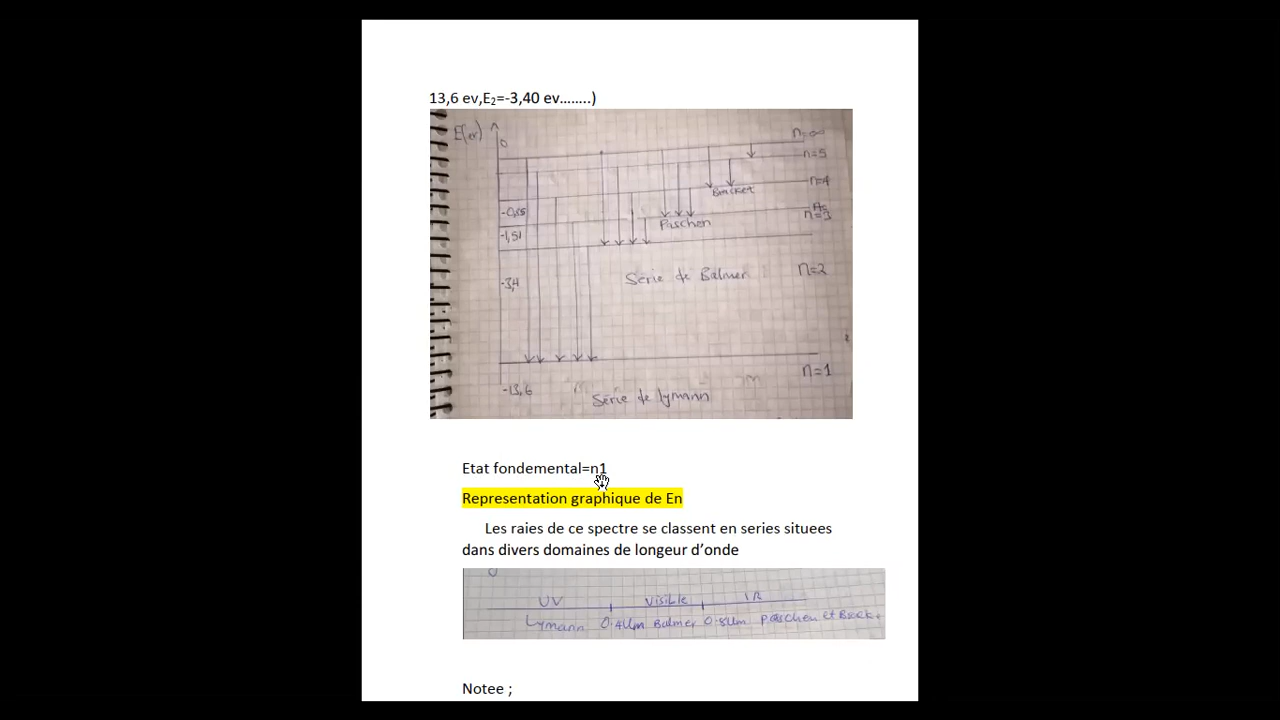 13,6 ev,E₂=-3,40 ev........)
E(ev)
0
n=∞
n=5
n=4
Bracket
-0,85
n=3
-1,51
Paschen
n=2
Serie de Balmer
-3,4
n=1
-13,6
Série de lymann
Etat fondemental=n1
Representation graphique de En
Les raies de ce spectre se classent en series situees
dans divers domaines de longeur d’onde
UV Visible IR
Lymann 0.4Um Balmer 0.8Um paschen et Brack
Notee ;